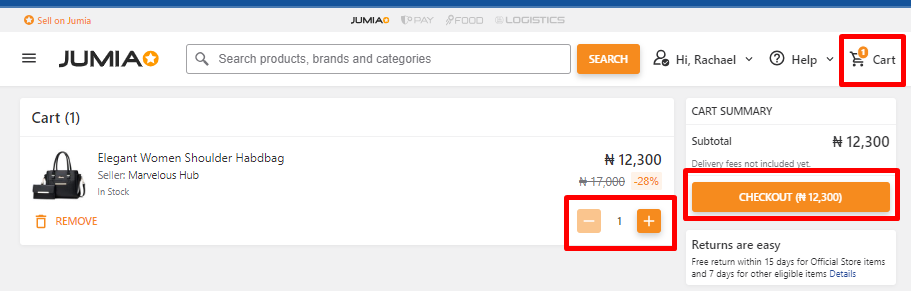 Sell on Jumia
JUMIA PAY FOOD LOGISTICS
JUMIA
Search products, brands and categories
SEARCH
Hi, Rachael
Help
1
Cart
Cart (1)
Elegant Women Shoulder Habdbag
Seller: Marvelous Hub
In Stock
₦ 12,300
₦ 17,000 -28%
REMOVE
− 1 +
CART SUMMARY
Subtotal ₦ 12,300
Delivery fees not included yet.
CHECKOUT (₦ 12,300)
Returns are easy
Free return within 15 days for Official Store items
and 7 days for other eligible items Details